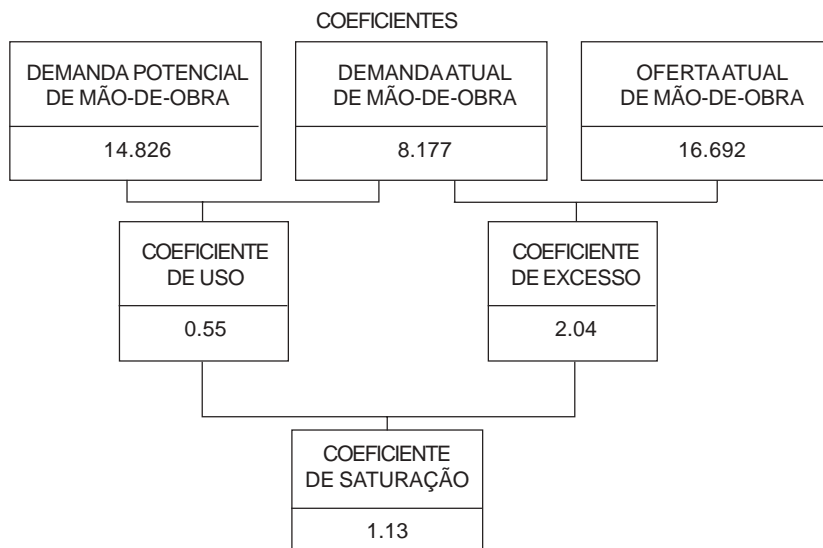 COEFICIENTES
DEMANDA POTENCIAL
DE MÃO-DE-OBRA
14.826
DEMANDA ATUAL
DE MÃO-DE-OBRA
8.177
OFERTA ATUAL
DE MÃO-DE-OBRA
16.692
COEFICIENTE
DE USO
0.55
COEFICIENTE
DE EXCESSO
2.04
COEFICIENTE
DE SATURAÇÃO
1.13